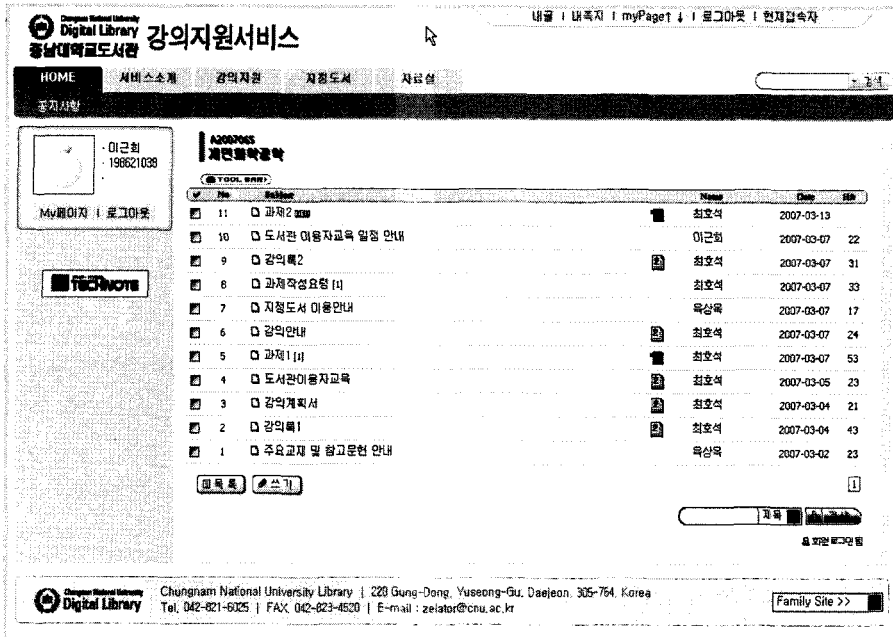 Chungnam National University
Digital Library
충남대학교도서관
강의지원서비스
내글 | 내쪽지 | myPage↑↓ | 로그아웃 | 현재접속자
HOME 서비스소개 강의지원 지정도서 자료실 검색
공지사항
· 이근회
· 198621038
My페이지 | 로그아웃
TECHNOTE
A200706S
계면화학공학
TOOL BAR
No Subject Name Date Hit
11 과제2 최호석 2007-03-13
10 도서관 이용자교육 일정 안내 이근회 2007-03-07 22
9 강의록2 최호석 2007-03-07 31
8 과제작성요령 [1] 최호석 2007-03-07 33
7 지정도서 이용안내 육상욱 2007-03-07 17
6 강의안내 최호석 2007-03-07 24
5 과제1 [1] 최호석 2007-03-07 53
4 도서관이용자교육 최호석 2007-03-05 23
3 강의계획서 최호석 2007-03-04 21
2 강의록1 최호석 2007-03-04 43
1 주요교재 및 참고문헌 안내 육상욱 2007-03-02 23
목록 쓰기 1
제목
회원로그인됨
Chungnam National University
Digital Library
Chungnam National University Library | 220 Gung-Dong, Yuseong-Gu, Daejeon, 305-764, Korea
Tel, 042-821-6025 | FAX, 042-823-4520 | E-mail : zelator@cnu.ac.kr
Family Site >>